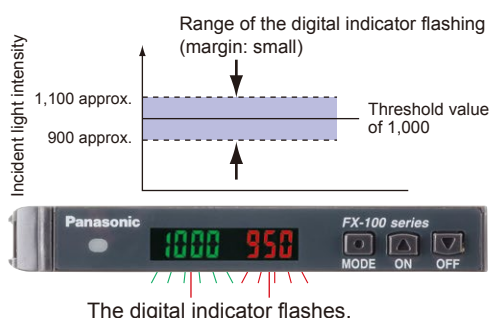 Range of the digital indicator flashing
(margin: small)
Incident light intensity
1,100 approx.
900 approx.
Threshold value
of 1,000
Panasonic
FX-100 series
1000 950
MODE ON OFF
The digital indicator flashes.